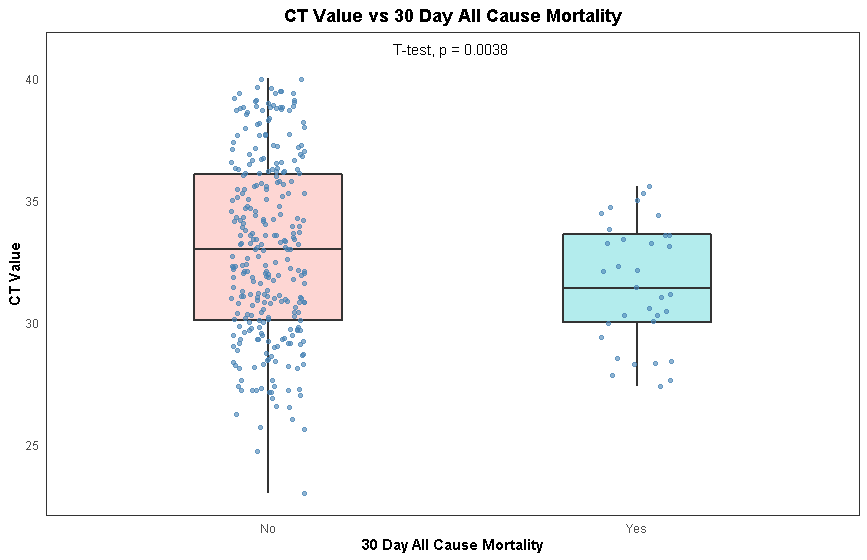 CT Value vs 30 Day All Cause Mortality
T-test, p = 0.0038
40
35
30
25
CT Value
No
Yes
30 Day All Cause Mortality